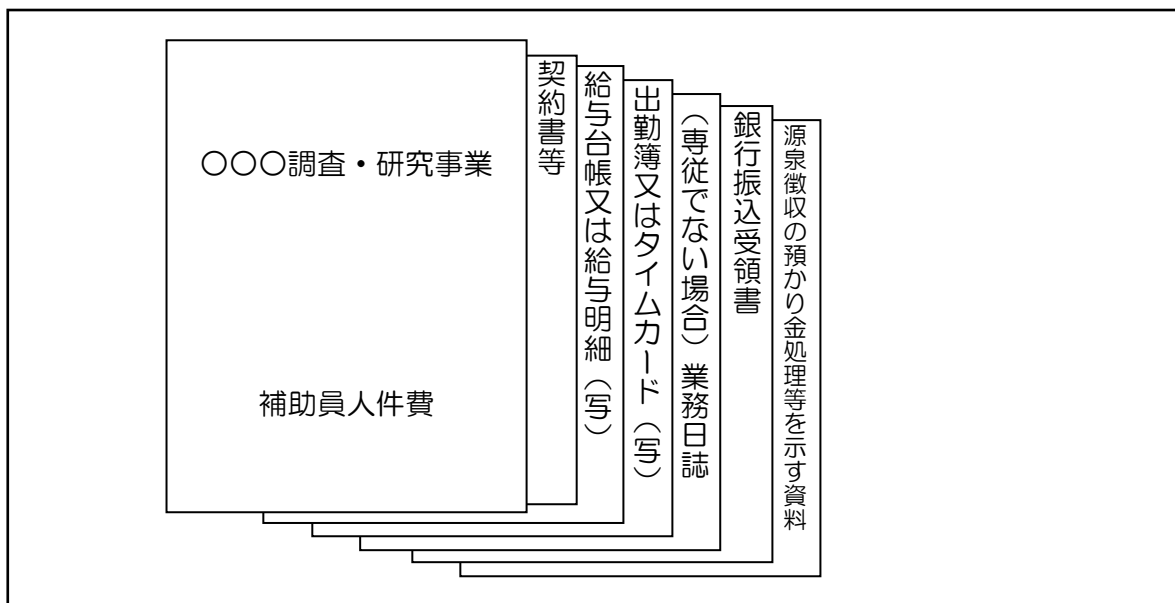 〇〇〇調査・研究事業
補助員人件費
契約書等
給与台帳又は給与明細（写）
出勤簿又はタイムカード（写）
（専従でない場合）業務日誌
銀行振込受領書
源泉徴収の預かり金処理等を示す資料